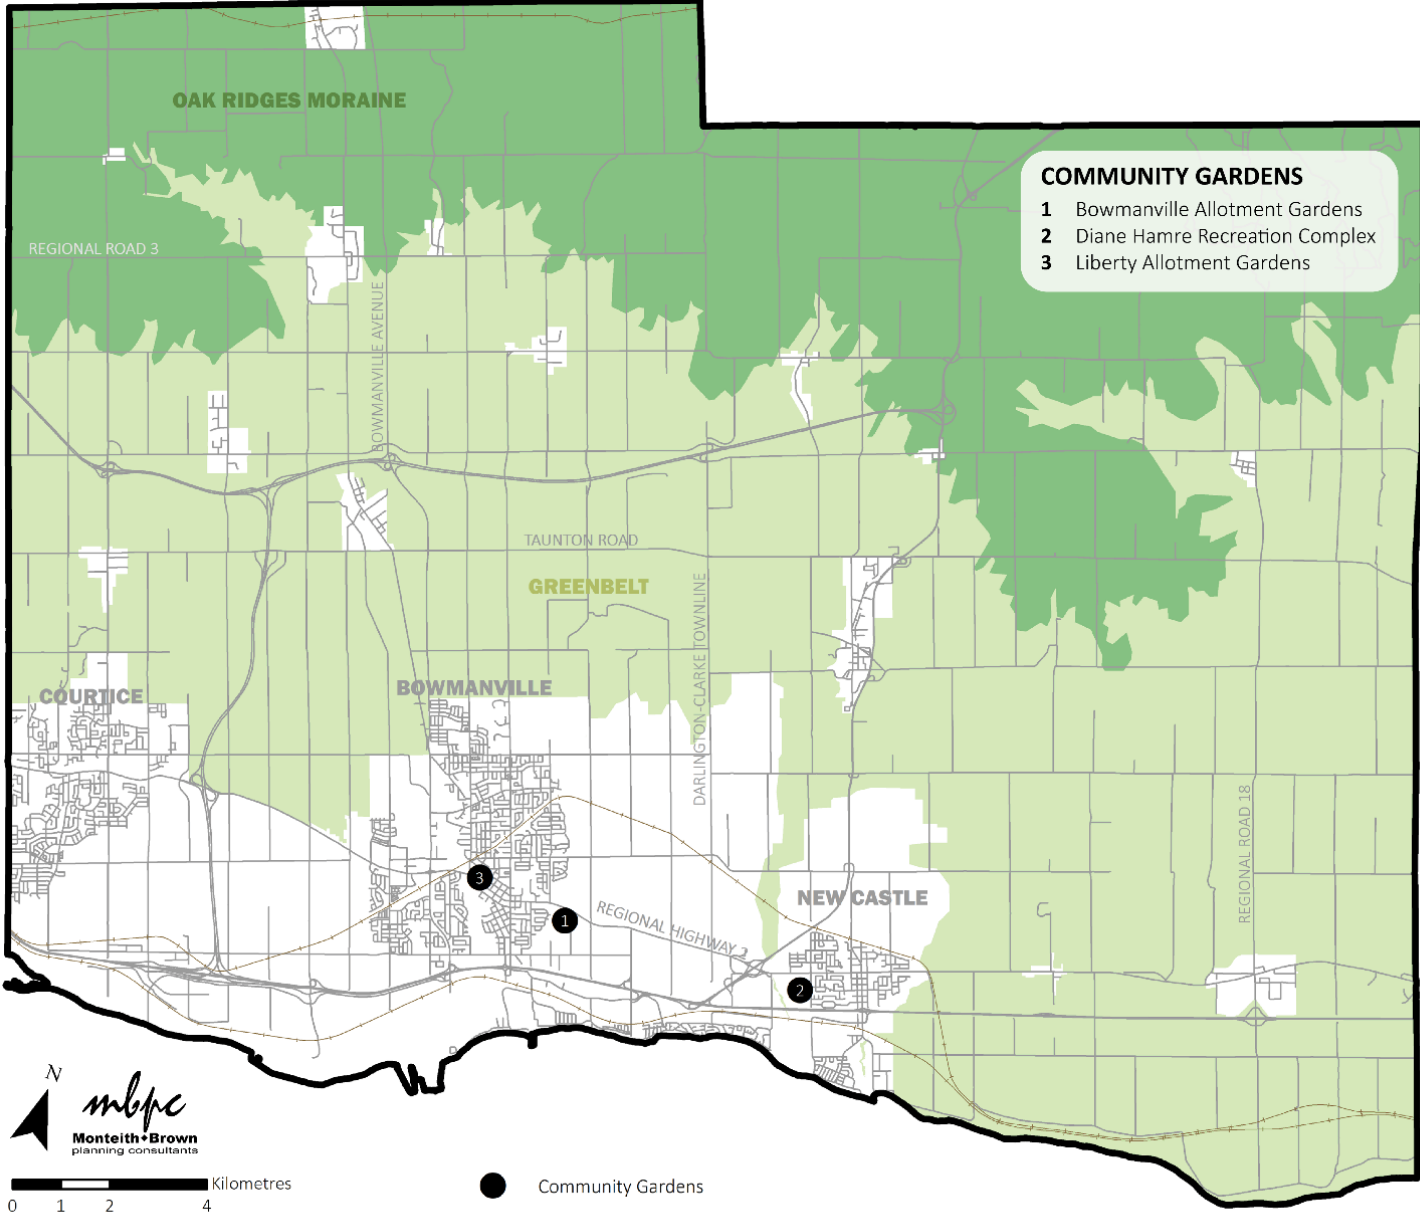 OAK RIDGES MORAINE
COMMUNITY GARDENS
1 Bowmanville Allotment Gardens
2 Diane Hamre Recreation Complex
3 Liberty Allotment Gardens
REGIONAL ROAD 3
BOWMANVILLE AVENUE
TAUNTON ROAD
GREENBELT
DARLINGTON-CLARKE TOWNLINE
COURTICE
BOWMANVILLE
REGIONAL ROAD 18
3
NEW CASTLE
1
REGIONAL HIGHWAY 2
2
N
mbpc
Monteith+Brown
planning consultants
Kilometres
0 1 2 4
Community Gardens